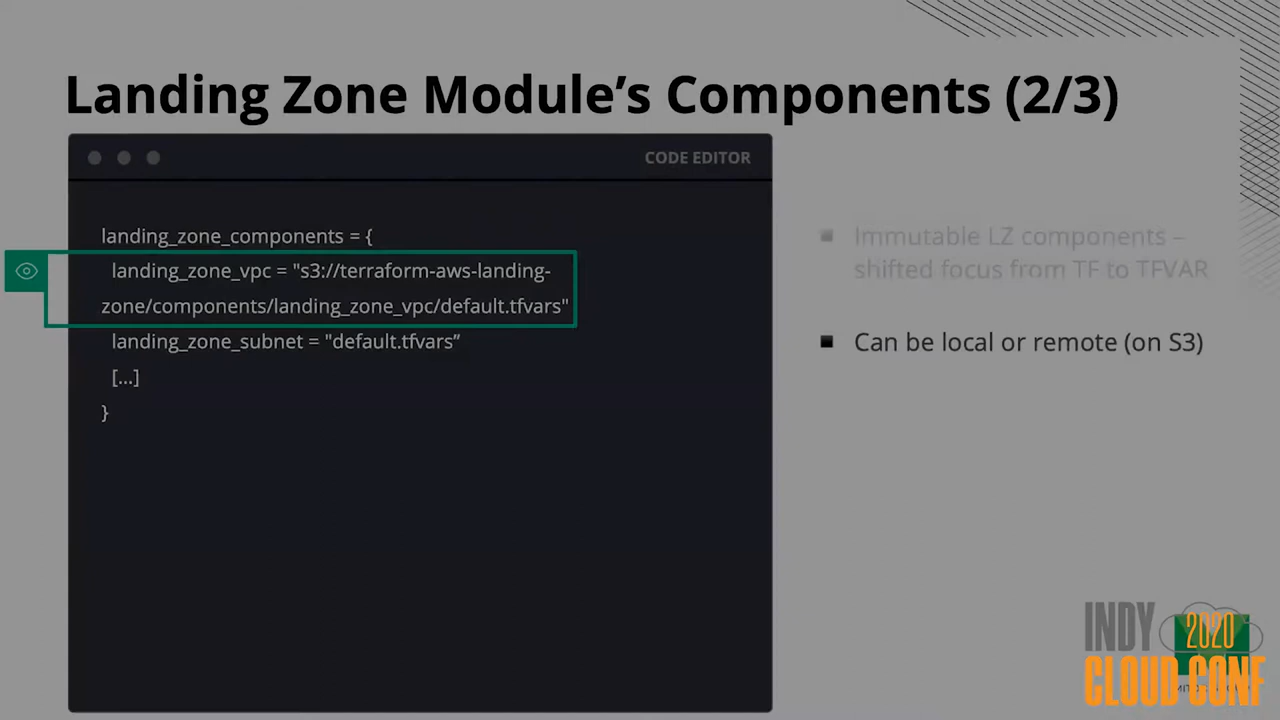 Landing Zone Module’s Components (2/3)
CODE EDITOR
landing_zone_components = {
landing_zone_vpc = "s3://terraform-aws-landing-
zone/components/landing_zone_vpc/default.tfvars"
landing_zone_subnet = "default.tfvars”
[...]
}
Immutable LZ components –
shifted focus from TF to TFVAR
Can be local or remote (on S3)
INDY 2020
CLOUD CONF